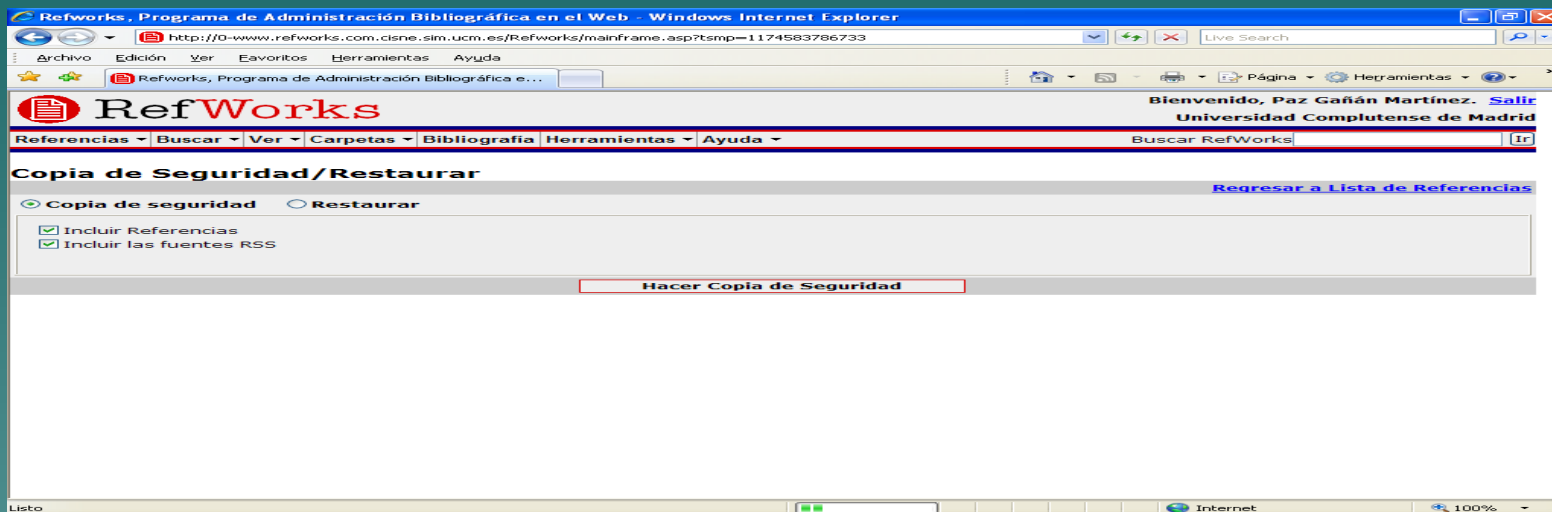 Refworks, Programa de Administración Bibliográfica en el Web - Windows Internet Explorer
http://0-www.refworks.com.cisne.sim.ucm.es/Refworks/mainframe.asp?tsmp=1174583786733 Live Search
Archivo Edición Ver Favoritos Herramientas Ayuda
Refworks, Programa de Administración Bibliográfica e... Página Herramientas
RefWorks
Bienvenido, Paz Gañán Martínez. Salir
Universidad Complutense de Madrid
Referencias Buscar Ver Carpetas Bibliografía Herramientas Ayuda Buscar RefWorks Ir
Copia de Seguridad/Restaurar
Regresar a Lista de Referencias
Copia de seguridad Restaurar
Incluir Referencias
Incluir las fuentes RSS
Hacer Copia de Seguridad
Listo Internet 100%